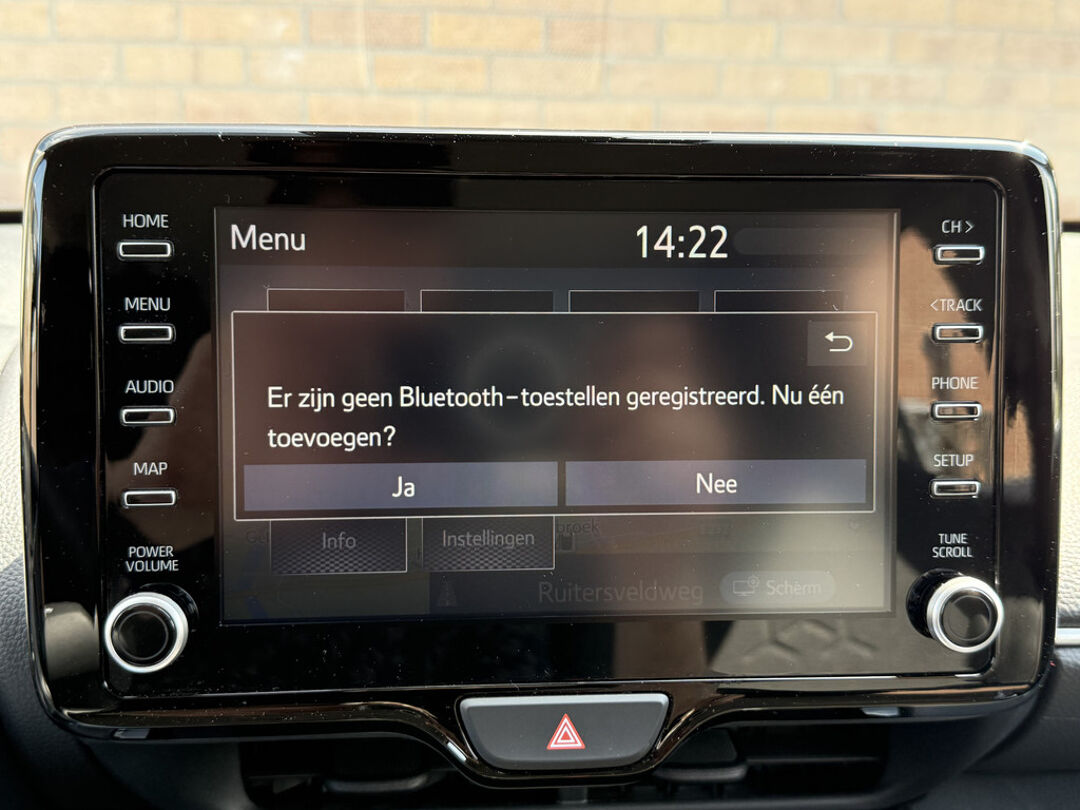 HOME
MENU
AUDIO
MAP
POWER
VOLUME
Menu
14:22
Er zijn geen Bluetooth-toestellen geregistreerd. Nu één
toevoegen?
Ja
Nee
Info
Instellingen
Ruitersveldweg
Scherm
CH >
<TRACK
PHONE
SETUP
TUNE
SCROLL